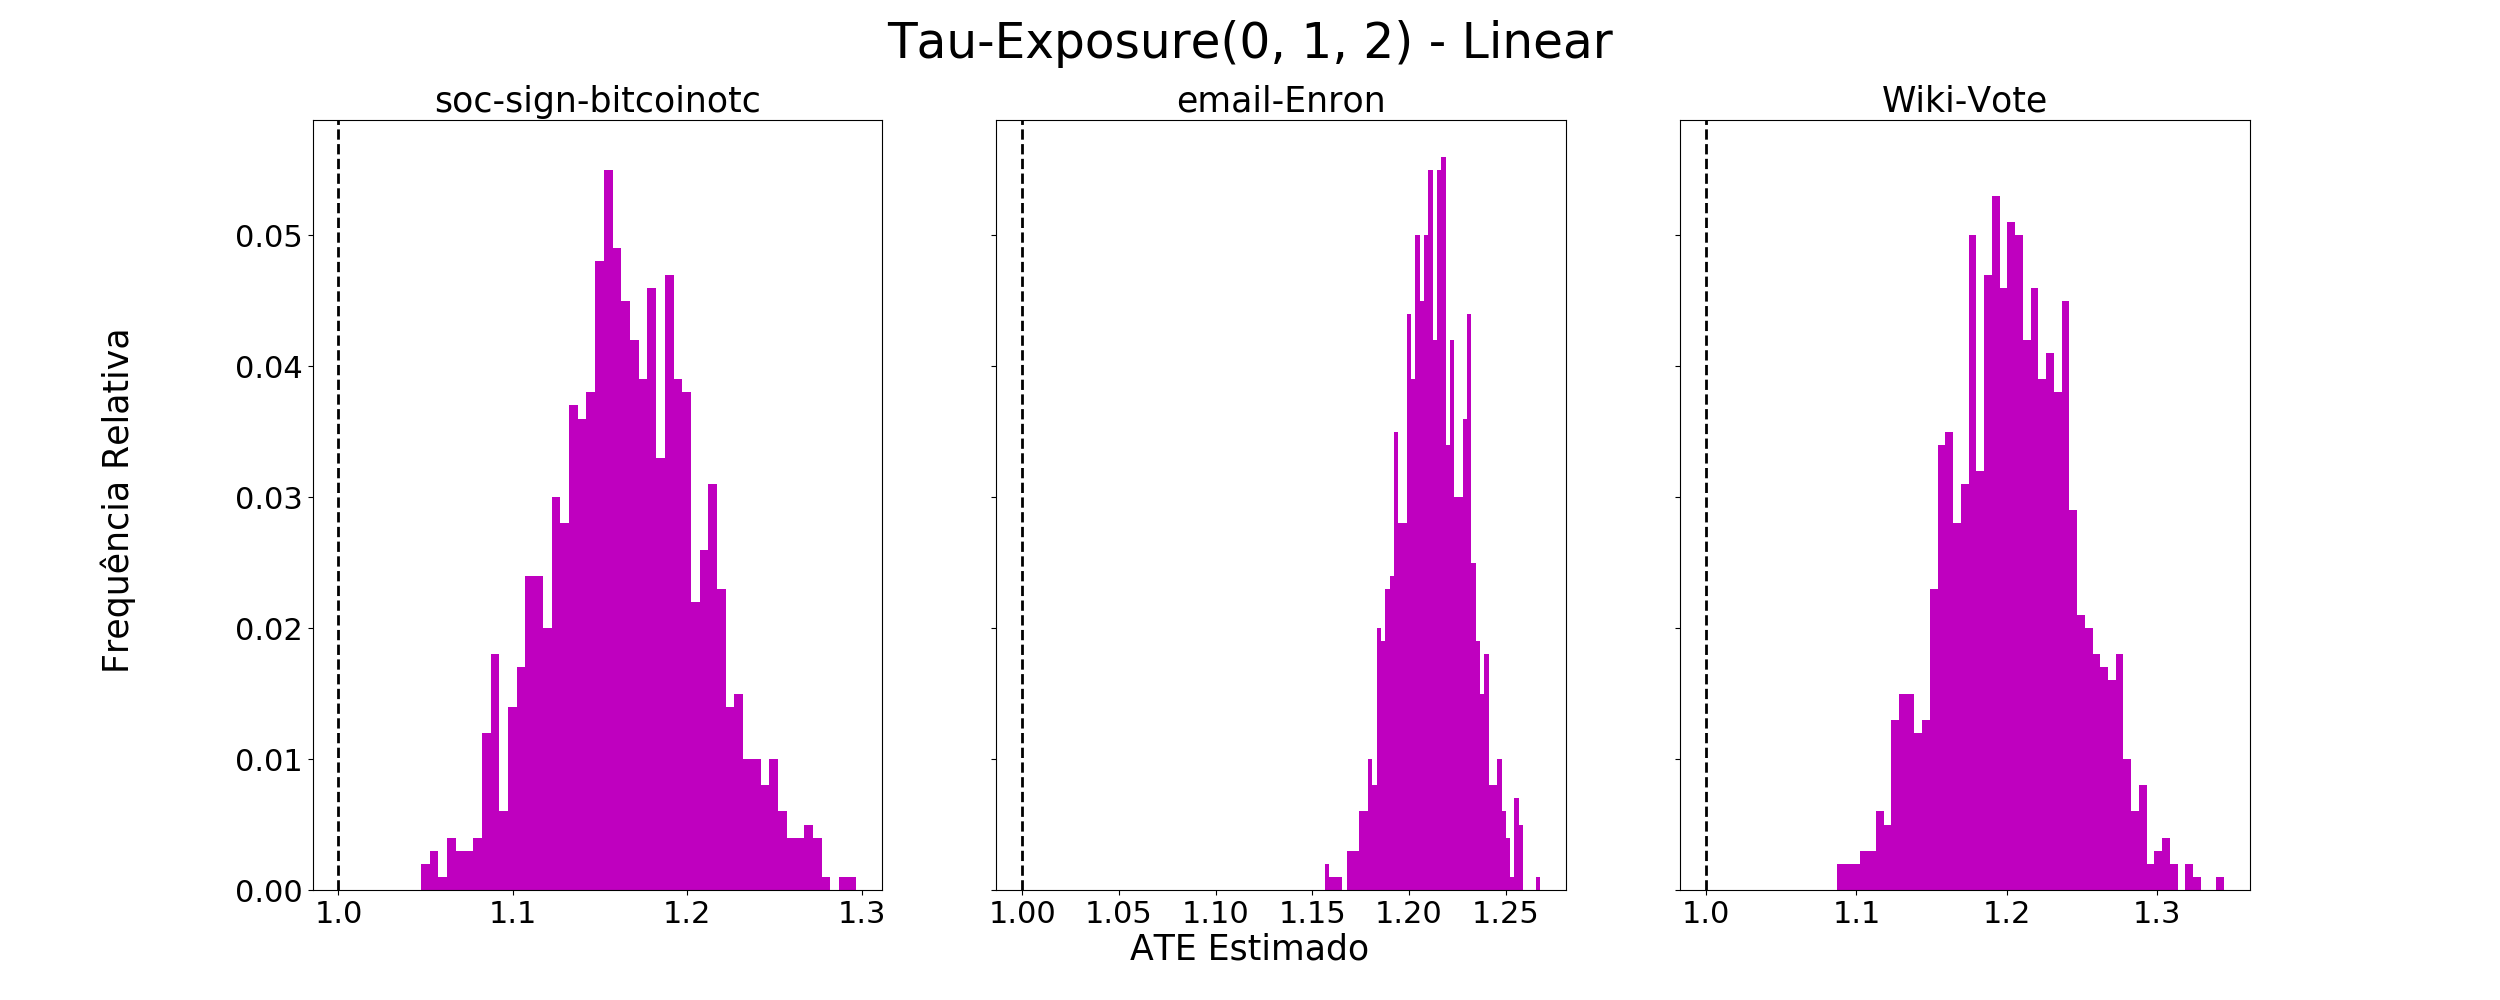 Tau-Exposure(0, 1, 2) - Linear
soc-sign-bitcoinotc
email-Enron
Wiki-Vote
Frequência Relativa
0.05
0.04
0.03
0.02
0.01
0.00
1.0 1.1 1.2 1.3
1.00 1.05 1.10 1.15 1.20 1.25
1.0 1.1 1.2 1.3
ATE Estimado